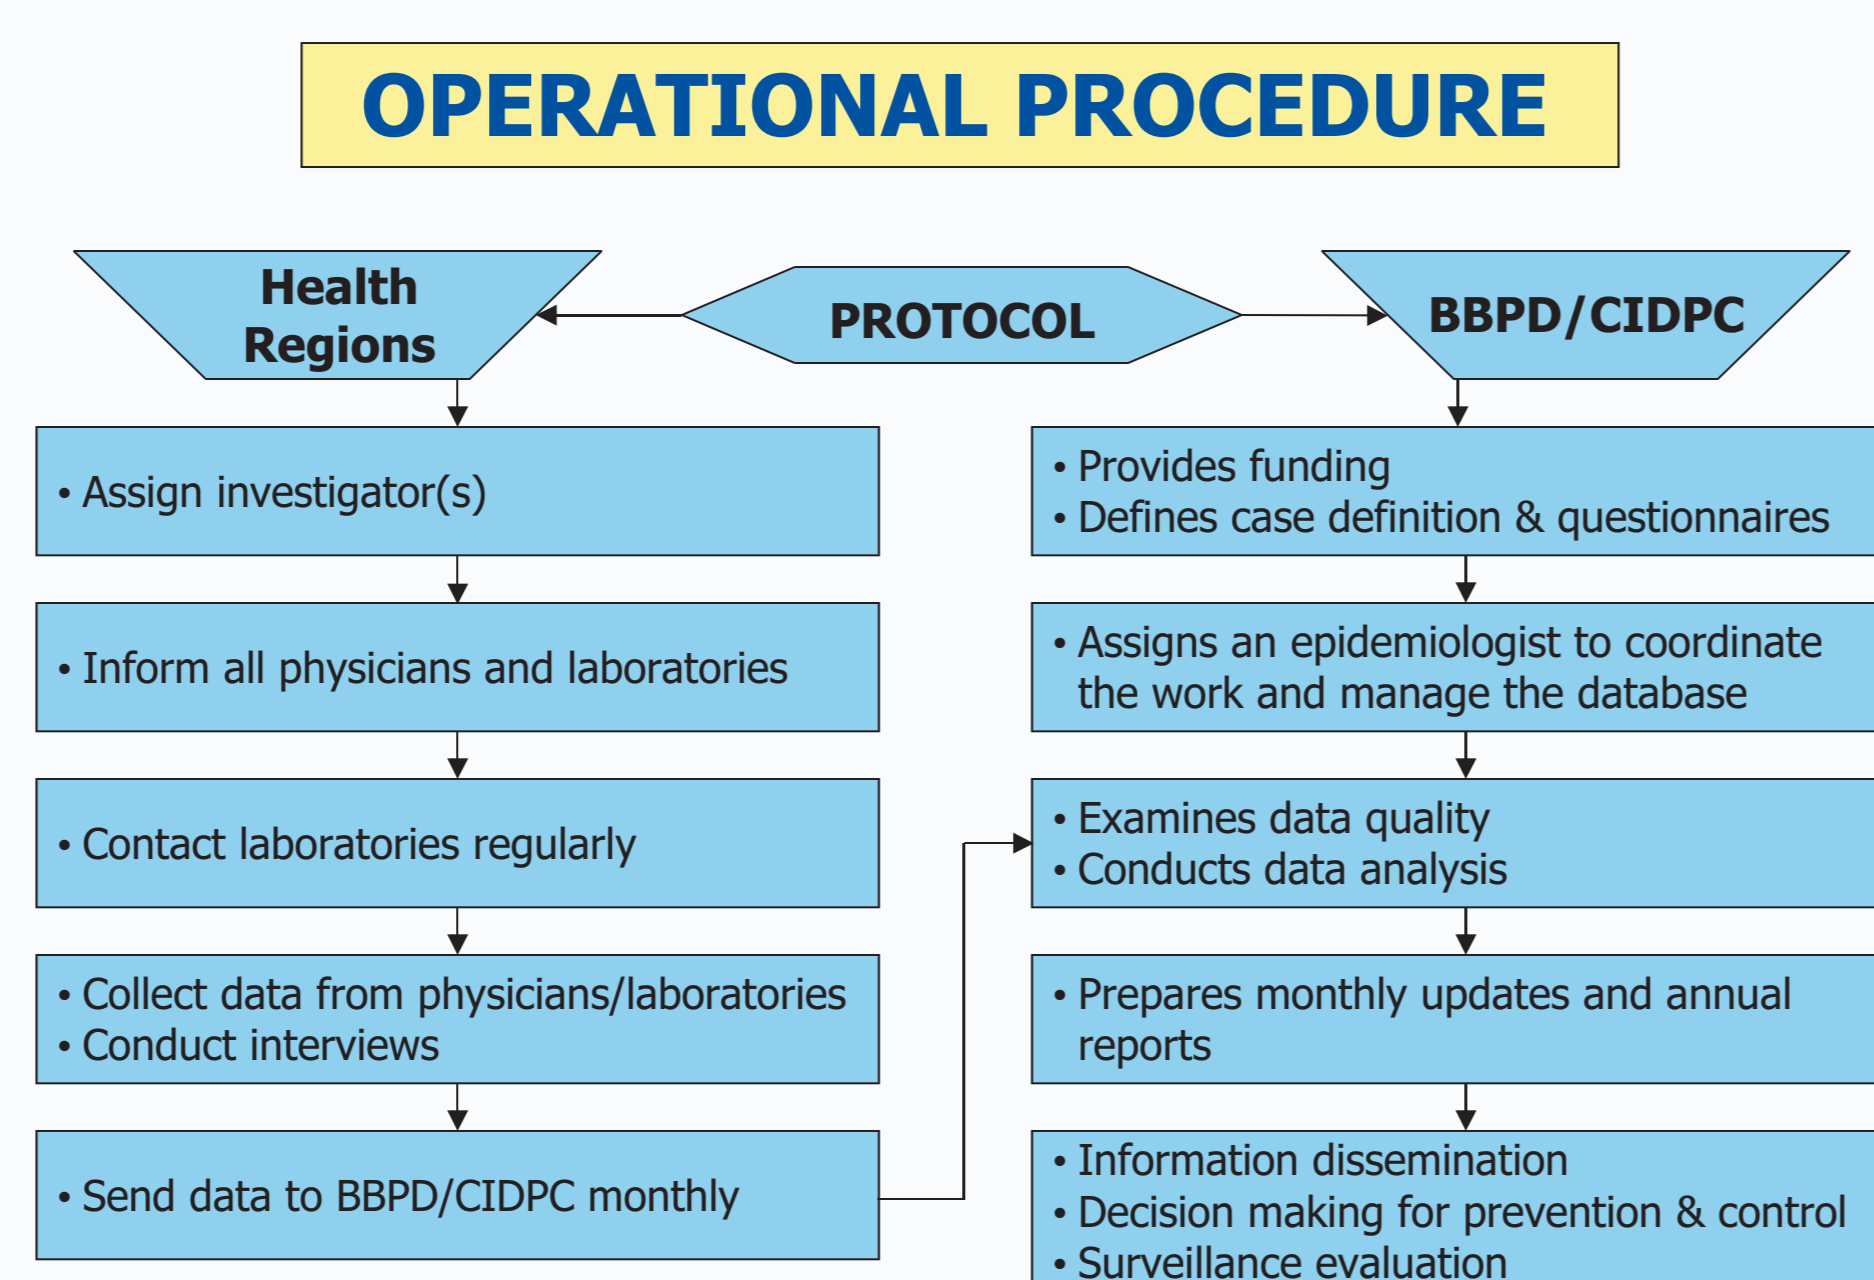 OPERATIONAL PROCEDURE
Health
Regions
PROTOCOL
BBPD/CIDPC
• Assign investigator(s)
• Inform all physicians and laboratories
• Contact laboratories regularly
• Collect data from physicians/laboratories
• Conduct interviews
• Send data to BBPD/CIDPC monthly
• Provides funding
• Defines case definition & questionnaires
• Assigns an epidemiologist to coordinate
the work and manage the database
• Examines data quality
• Conducts data analysis
• Prepares monthly updates and annual
reports
• Information dissemination
• Decision making for prevention & control
• Surveillance evaluation